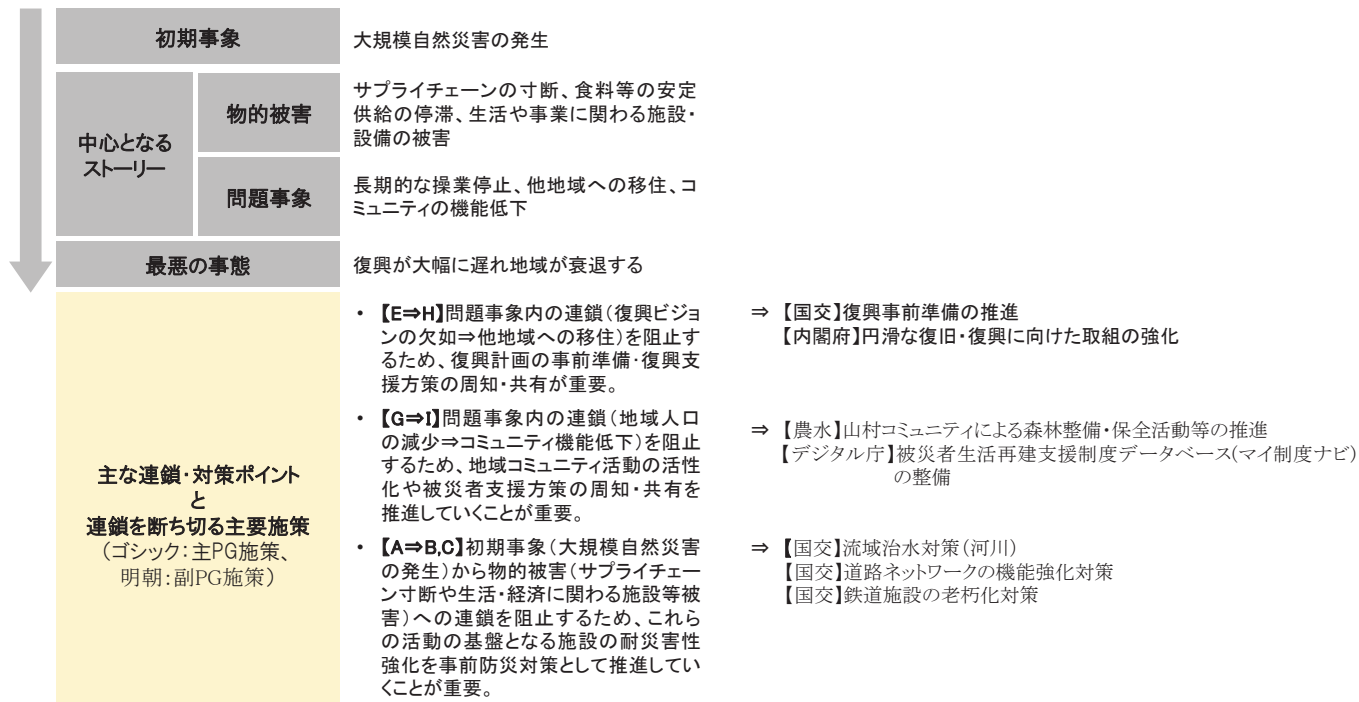 初期事象
大規模自然災害の発生
中心となる
ストーリー
物的被害
サプライチェーンの寸断、食料等の安定
供給の停滞、生活や事業に関わる施設・
設備の被害
問題事象
長期的な操業停止、他地域への移住、コ
ミュニティの機能低下
最悪の事態
復興が大幅に遅れ地域が衰退する
主な連鎖・対策ポイント
と
連鎖を断ち切る主要施策
（ゴシック：主PG施策、
明朝：副PG施策）
・ 【E⇒H】問題事象内の連鎖（復興ビジョ
ンの欠如⇒他地域への移住）を阻止す
るため、復興計画の事前準備・復興支
援方策の周知・共有が重要。
⇒ 【国交】復興事前準備の推進
【内閣府】円滑な復旧・復興に向けた取組の強化
・ 【G⇒I】問題事象内の連鎖（地域人口
の減少⇒コミュニティ機能低下）を阻止
するため、地域コミュニティ活動の活性
化や被災者支援方策の周知・共有を
推進していくことが重要。
⇒ 【農水】山村コミュニティによる森林整備・保全活動等の推進
【デジタル庁】被災者生活再建支援制度データベース(マイ制度ナビ)
の整備
・ 【A⇒B,C】初期事象（大規模自然災害
の発生）から物的被害（サプライチェー
ン寸断や生活・経済に関わる施設等被
害）への連鎖を阻止するため、これら
の活動の基盤となる施設の耐災害性
強化を事前防災対策として推進してい
くことが重要。
⇒ 【国交】流域治水対策（河川）
【国交】道路ネットワークの機能強化対策
【国交】鉄道施設の老朽化対策